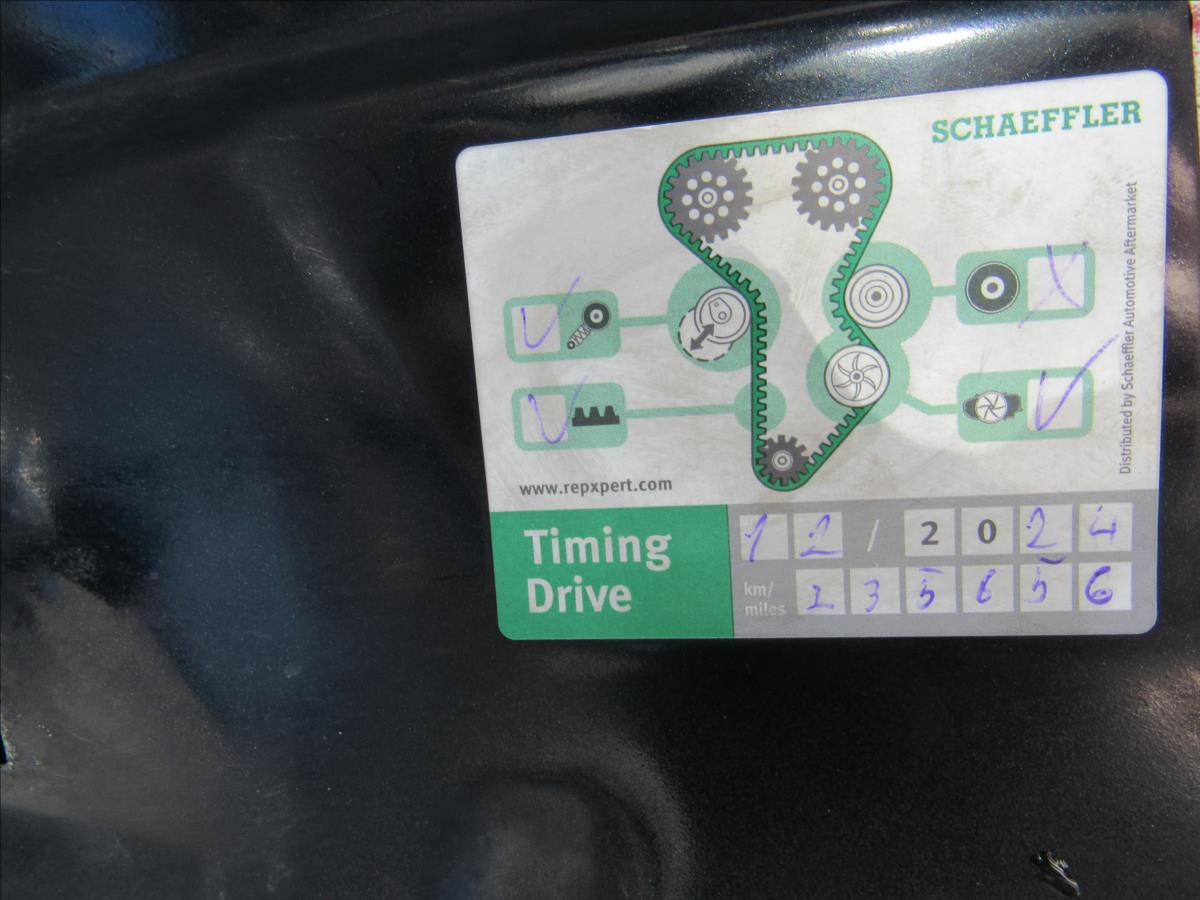 SCHAEFFLER
Distributed by Schaeffler Automotive Aftermarket
www.repxpert.com
Timing
Drive
12 / 2024
km/
miles
235656